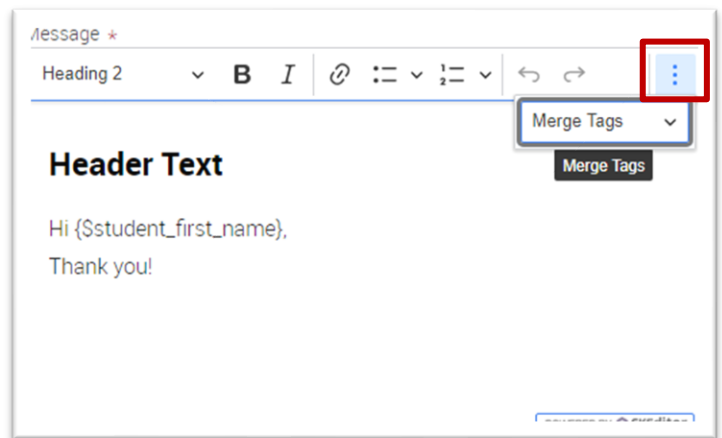 Message *
Heading 2
B I
Merge Tags
Merge Tags
Header Text
Hi {$student_first_name},
Thank you!